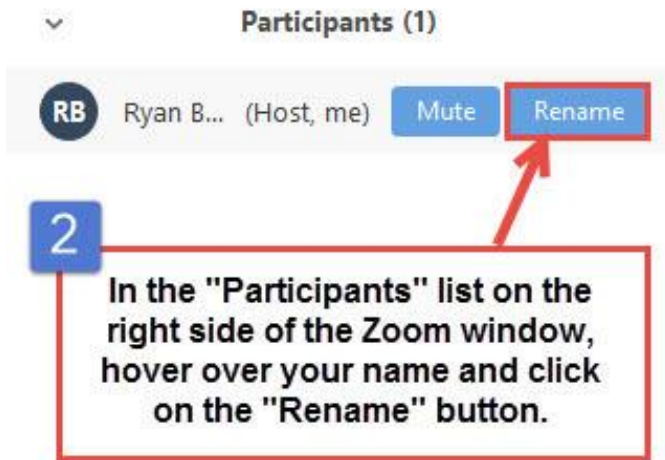 Participants (1)
RB Ryan B... (Host, me) Mute Rename
2
In the "Participants" list on the
right side of the Zoom window,
hover over your name and click
on the "Rename" button.